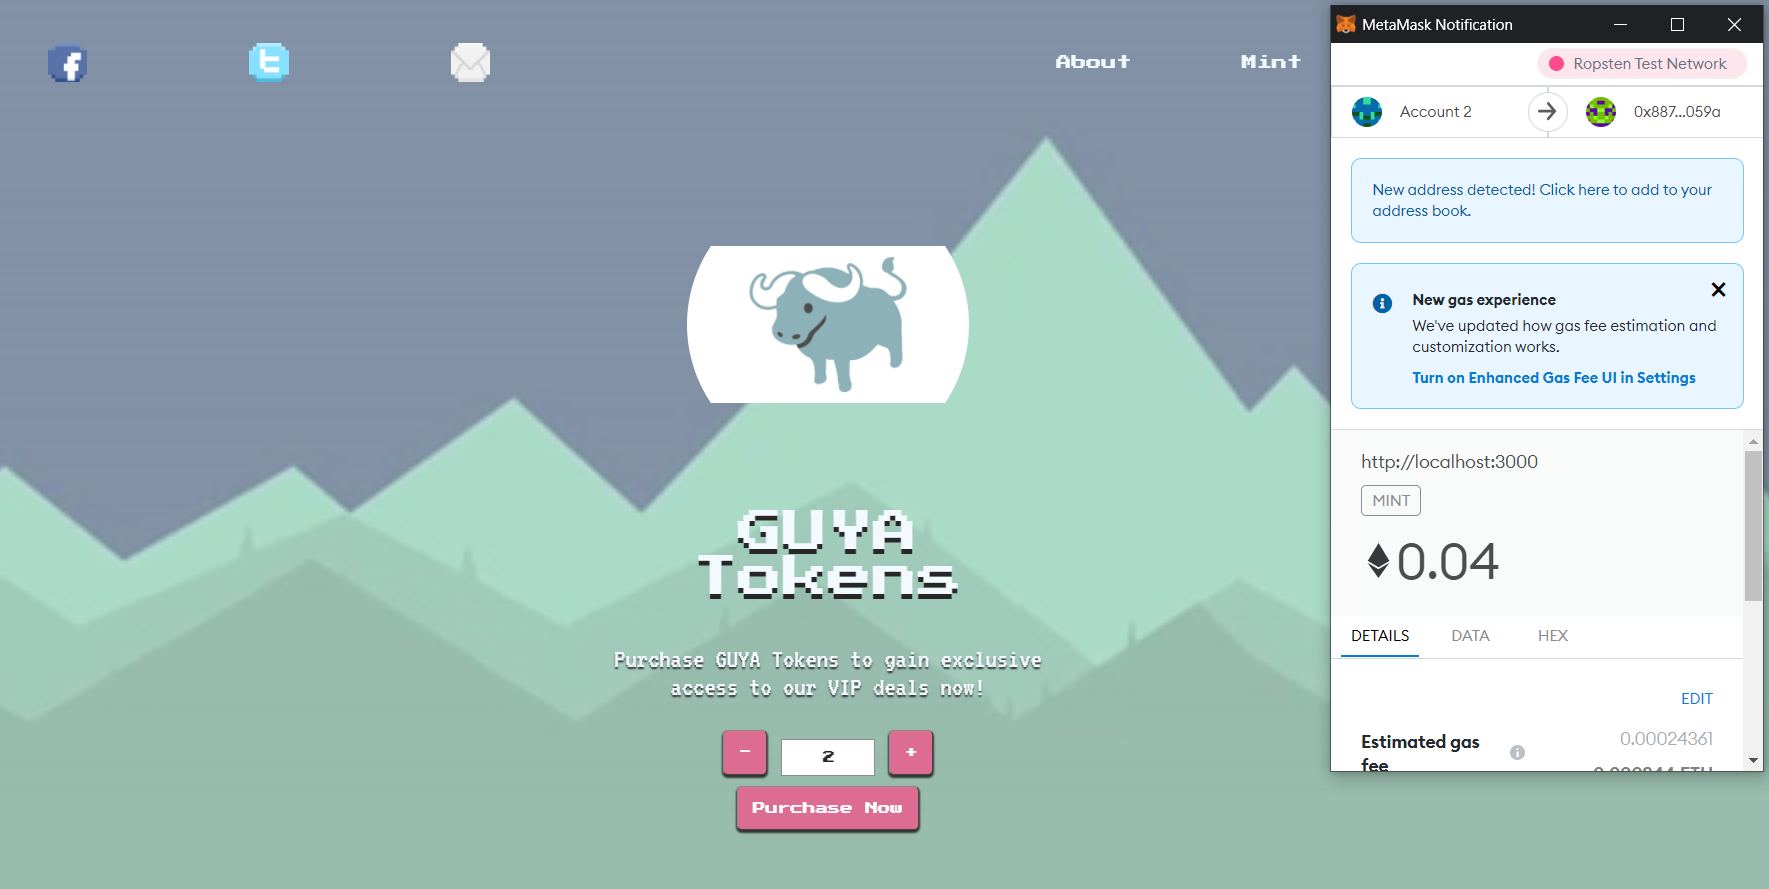 About
Mint
GUYA
Tokens
Purchase GUYA Tokens to gain exclusive
access to our VIP deals now!
-
2
+
Purchase Now
MetaMask Notification
Ropsten Test Network
Account 2
0x887...059a
New address detected! Click here to add to your
address book.
New gas experience
We've updated how gas fee estimation and
customization works.
Turn on Enhanced Gas Fee UI in Settings
http://localhost:3000
MINT
0.04
DETAILS
DATA
HEX
EDIT
Estimated gas
0.00024361
fee